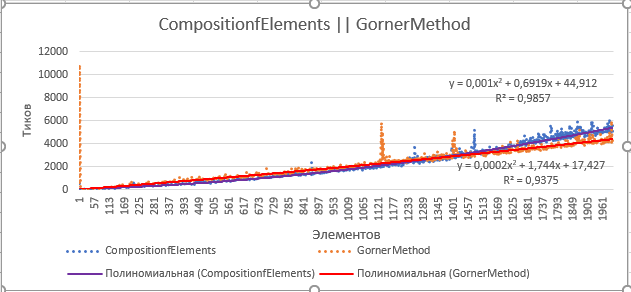 CompositionfElements || GornerMethod
12000
10000
8000
6000
4000
2000
0
Тиков
y = 0,001x² + 0,6919x + 44,912
R² = 0,9857
y = 0,0002x² + 1,744x + 17,427
R² = 0,9375
1 57 113 169 225 281 337 393 449 505 561 617 673 729 785 841 897 953 1009 1065 1121 1177 1233 1289 1345 1401 1457 1513 1569 1625 1681 1737 1793 1849 1905 1961
Элементов
CompositionfElements GornerMethod
Полиномиальная (CompositionfElements) Полиномиальная (GornerMethod)